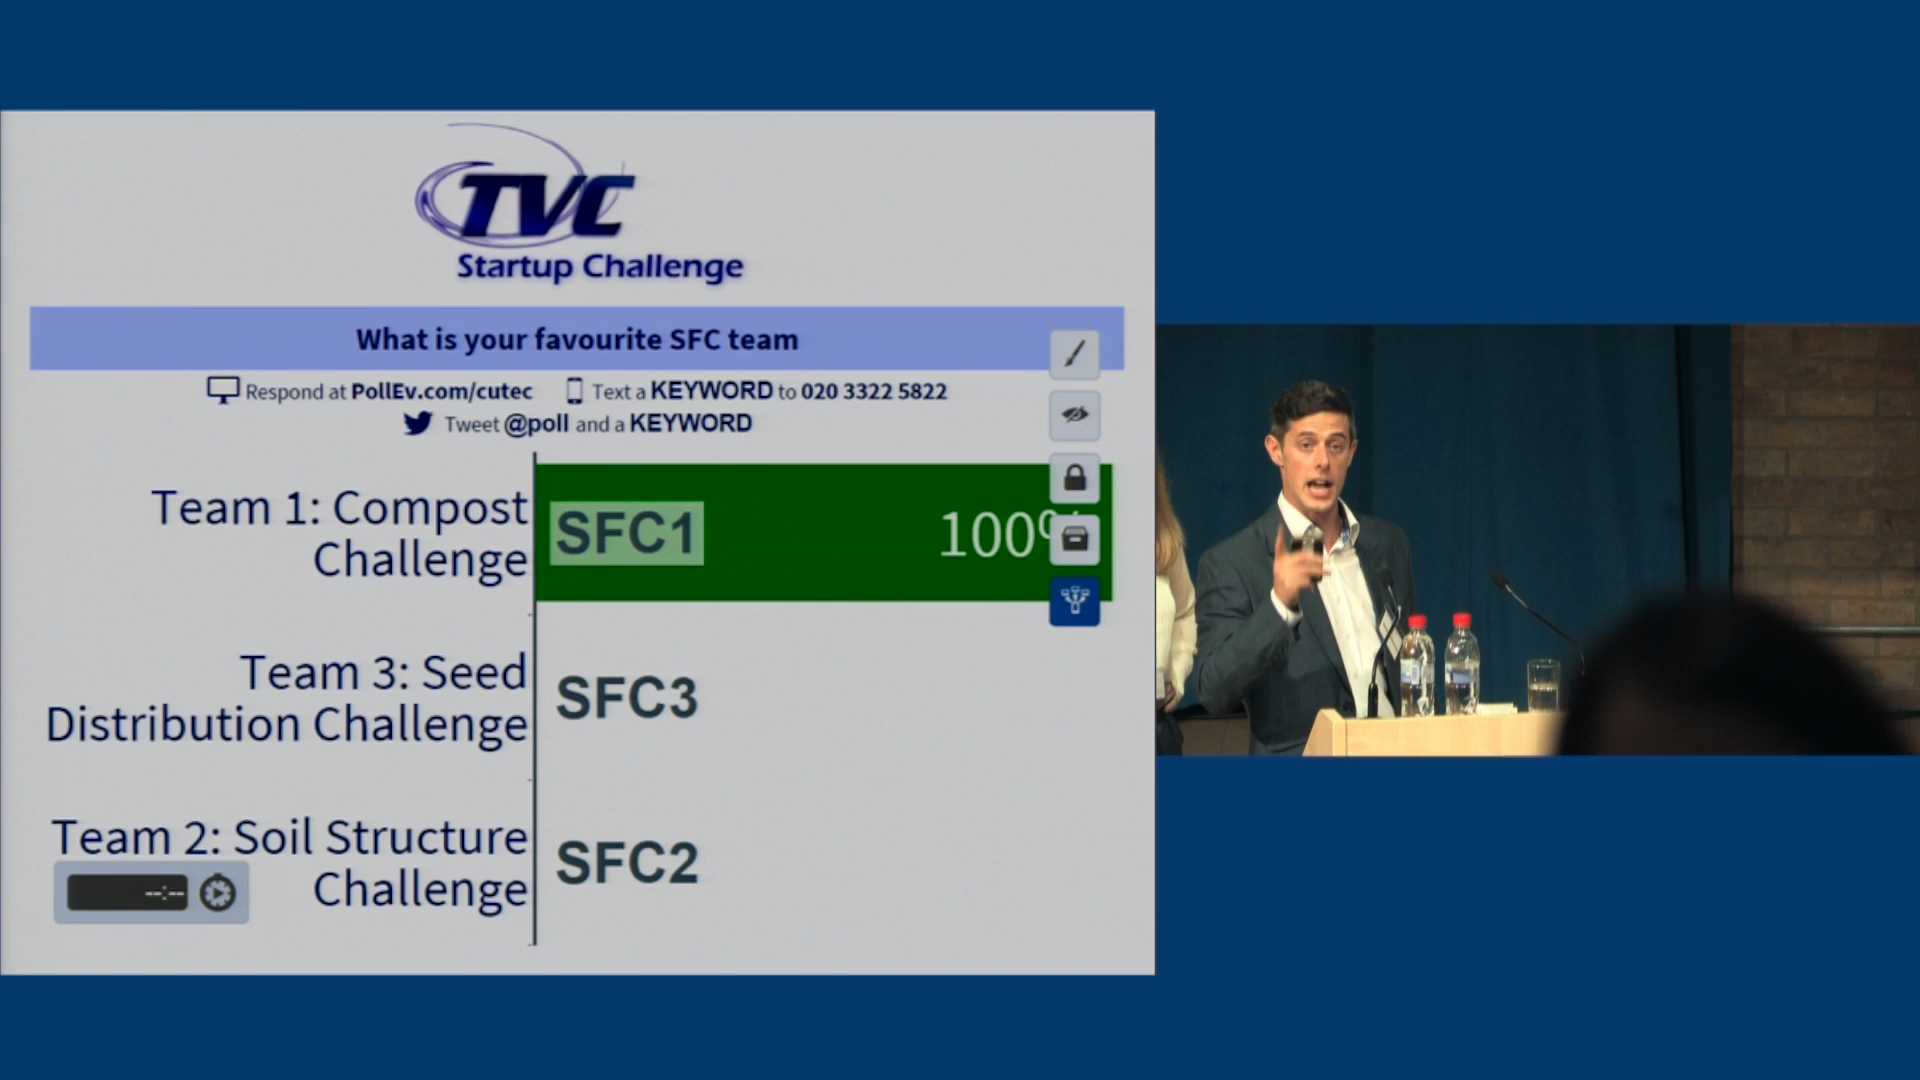 TVC
Startup Challenge
What is your favourite SFC team
Respond at PollEv.com/cutec Text a KEYWORD to 020 3322 5822
Tweet @poll and a KEYWORD
Team 1: Compost
Challenge
SFC1
100%
Team 3: Seed
Distribution Challenge
SFC3
Team 2: Soil Structure
Challenge
SFC2
--:--